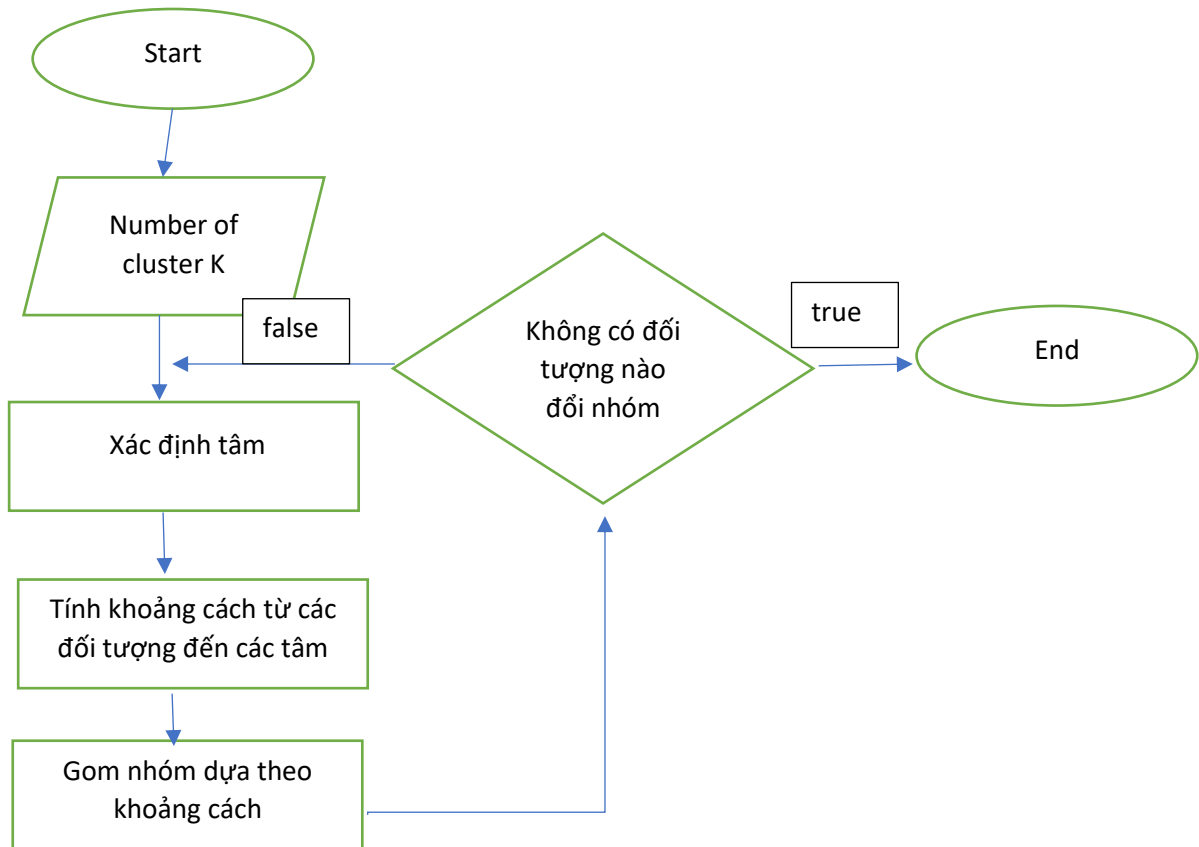 Start
Number of
cluster K
false
Không có đối
tượng nào
đổi nhóm
true
End
Xác định tâm
Tính khoảng cách từ các
đối tượng đến các tâm
Gom nhóm dựa theo
khoảng cách